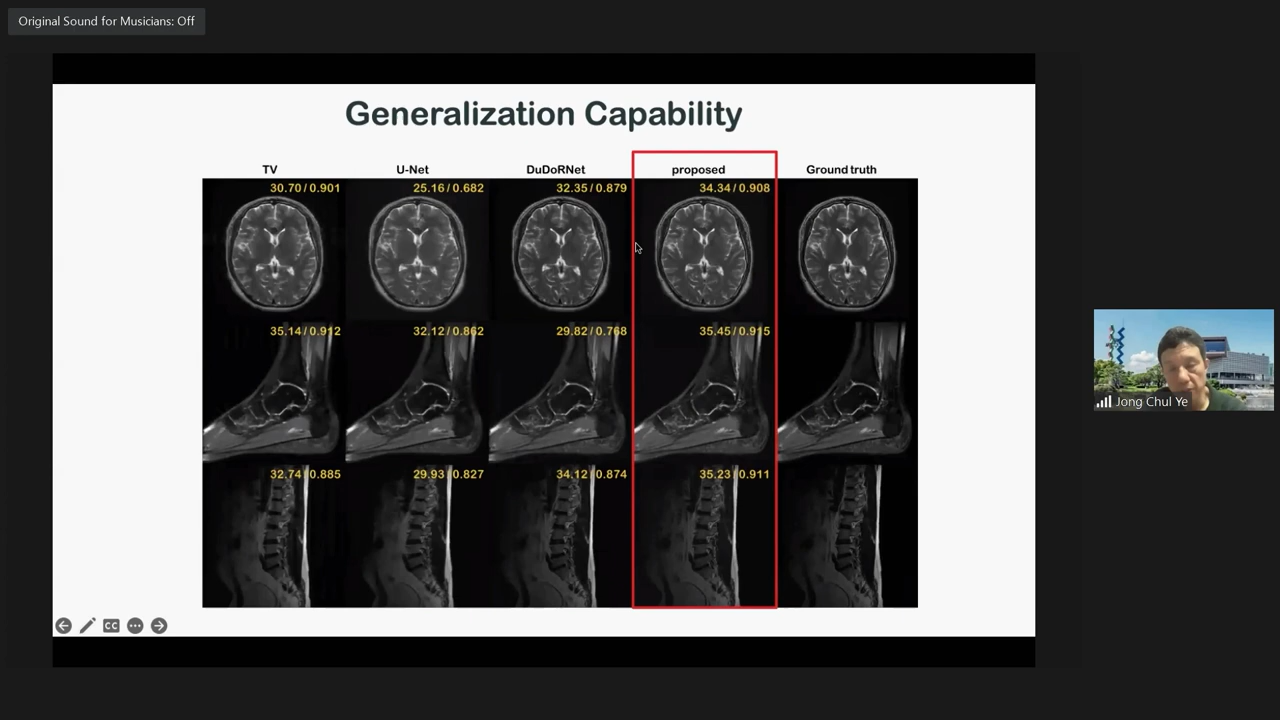 Original Sound for Musicians: Off
Generalization Capability
TV U-Net DuDoRNet proposed Ground truth
30.70 / 0.901 25.16 / 0.682 32.35 / 0.879 34.34 / 0.908
35.14 / 0.912 32.12 / 0.862 29.82 / 0.768 35.45 / 0.915
32.74 / 0.885 29.93 / 0.827 34.12 / 0.874 35.23 / 0.911
CC
Jong Chul Ye